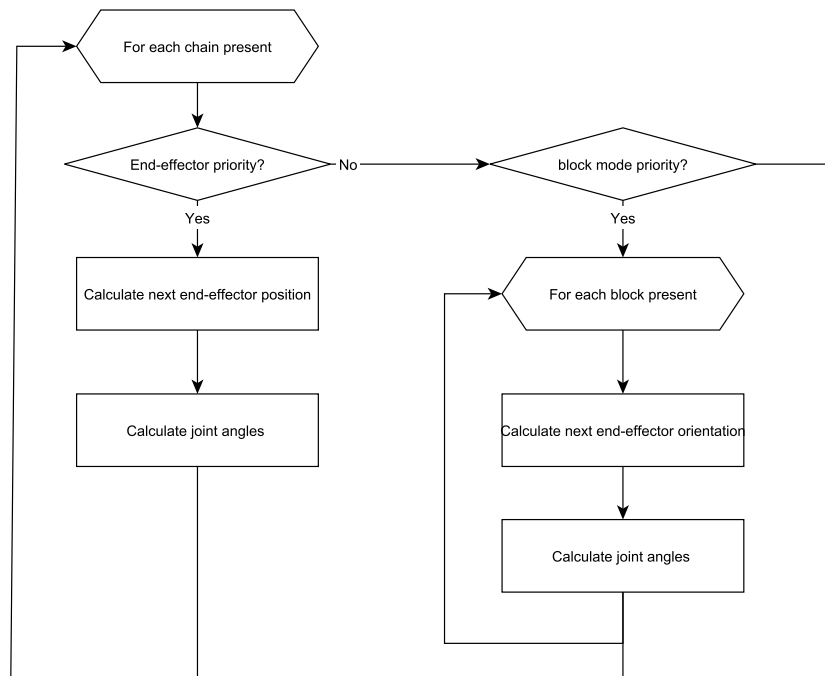 For each chain present
End-effector priority?
No
block mode priority?
Yes
Yes
Calculate next end-effector position
For each block present
Calculate joint angles
Calculate next end-effector orientation
Calculate joint angles